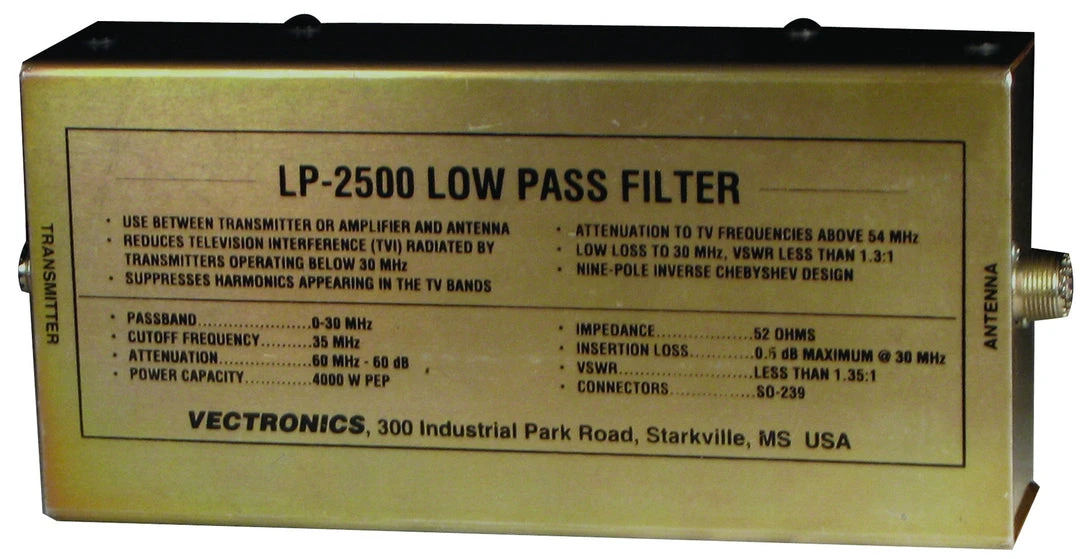 LP-2500 LOW PASS FILTER
• USE BETWEEN TRANSMITTER OR AMPLIFIER AND ANTENNA
• REDUCES TELEVISION INTERFERENCE (TVI) RADIATED BY
TRANSMITTERS OPERATING BELOW 30 MHz
• SUPPRESSES HARMONICS APPEARING IN THE TV BANDS
• ATTENUATION TO TV FREQUENCIES ABOVE 54 MHz
• LOW LOSS TO 30 MHz, VSWR LESS THAN 1.3:1
• NINE-POLE INVERSE CHEBYSHEV DESIGN
• PASSBAND....................0-30 MHz
• CUTOFF FREQUENCY.........35 MHz
• ATTENUATION.................60 MHz - 60 dB
• POWER CAPACITY............4000 W PEP
• IMPEDANCE....................52 OHMS
• INSERTION LOSS............0.5 dB MAXIMUM @ 30 MHz
• VSWR..........................LESS THAN 1.35:1
• CONNECTORS.................SO-239
VECTRONICS, 300 Industrial Park Road, Starkville, MS USA
TRANSMITTER
ANTENNA